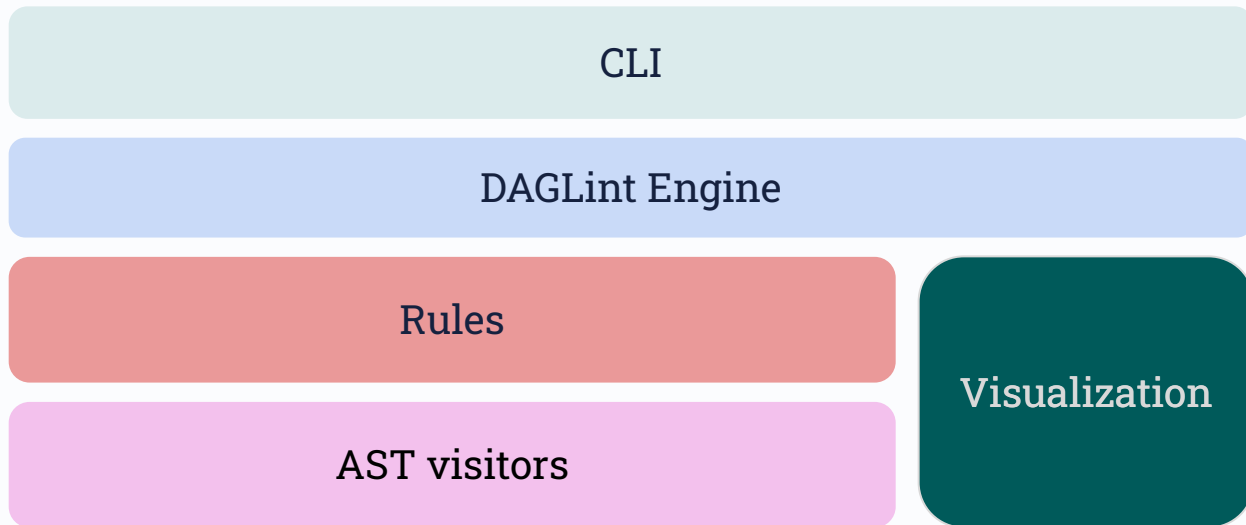 CLI
DAGLint Engine
Rules
Visualization
AST visitors